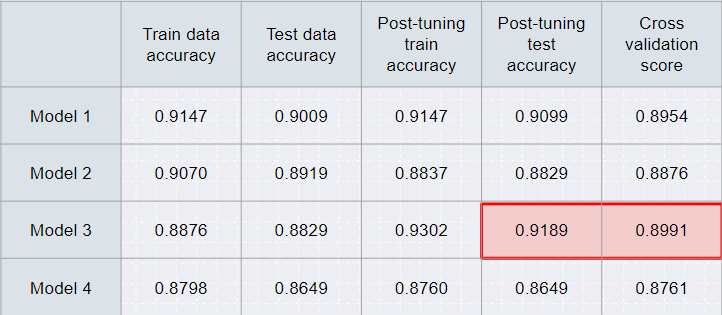 Train data accuracy Test data accuracy Post-tuning train accuracy Post-tuning test accuracy Cross validation score
Model 1 0.9147 0.9009 0.9147 0.9099 0.8954
Model 2 0.9070 0.8919 0.8837 0.8829 0.8876
Model 3 0.8876 0.8829 0.9302 0.9189 0.8991
Model 4 0.8798 0.8649 0.8760 0.8649 0.8761